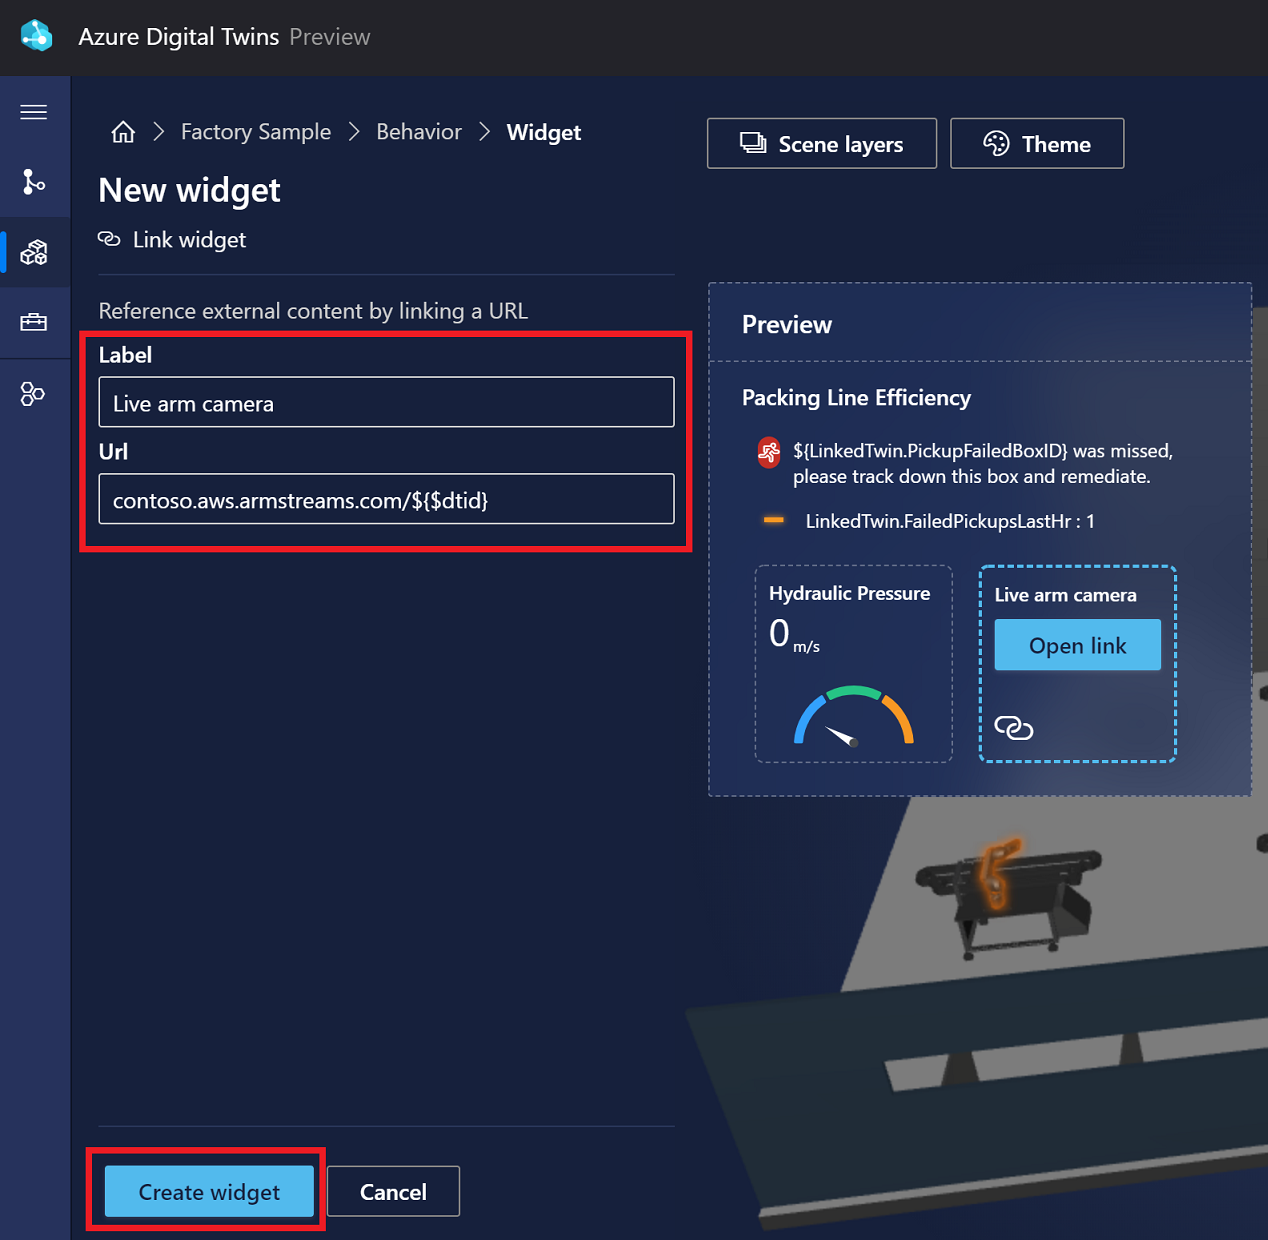 Azure Digital Twins Preview
Factory Sample Behavior Widget
Scene layers
Theme
New widget
Link widget
Reference external content by linking a URL
Label
Live arm camera
Url
contoso.aws.armstreams.com/${$dtid}
Create widget
Cancel
Preview
Packing Line Efficiency
${LinkedTwin.PickupFailedBoxID} was missed,
please track down this box and remediate.
LinkedTwin.FailedPickupsLastHr : 1
Hydraulic Pressure
0 m/s
Live arm camera
Open link